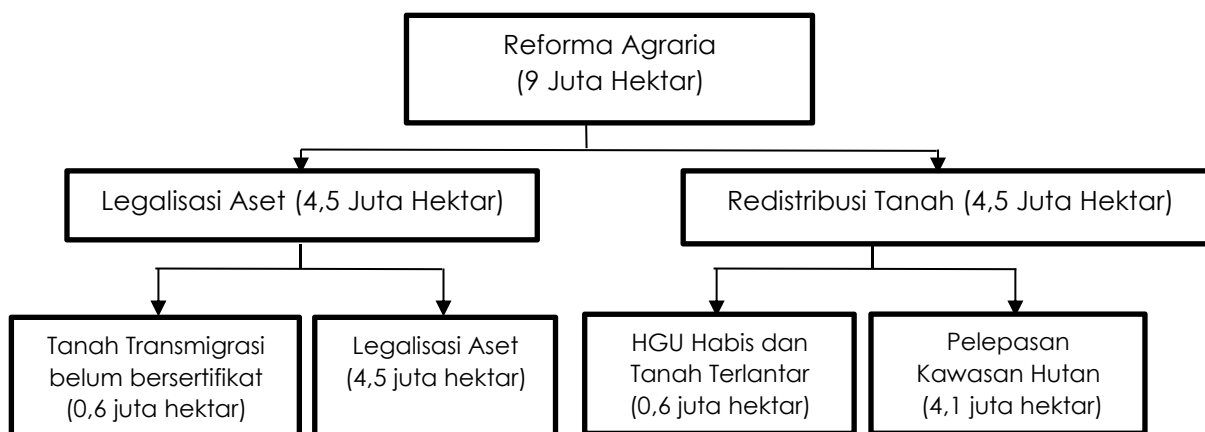 Reforma Agraria
(9 Juta Hektar)
Legalisasi Aset (4,5 Juta Hektar)
Redistribusi Tanah (4,5 Juta Hektar)
Tanah Transmigrasi
belum bersertifikat
(0,6 juta hektar)
Legalisasi Aset
(4,5 juta hektar)
HGU Habis dan
Tanah Terlantar
(0,6 juta hektar)
Pelepasan
Kawasan Hutan
(4,1 juta hektar)